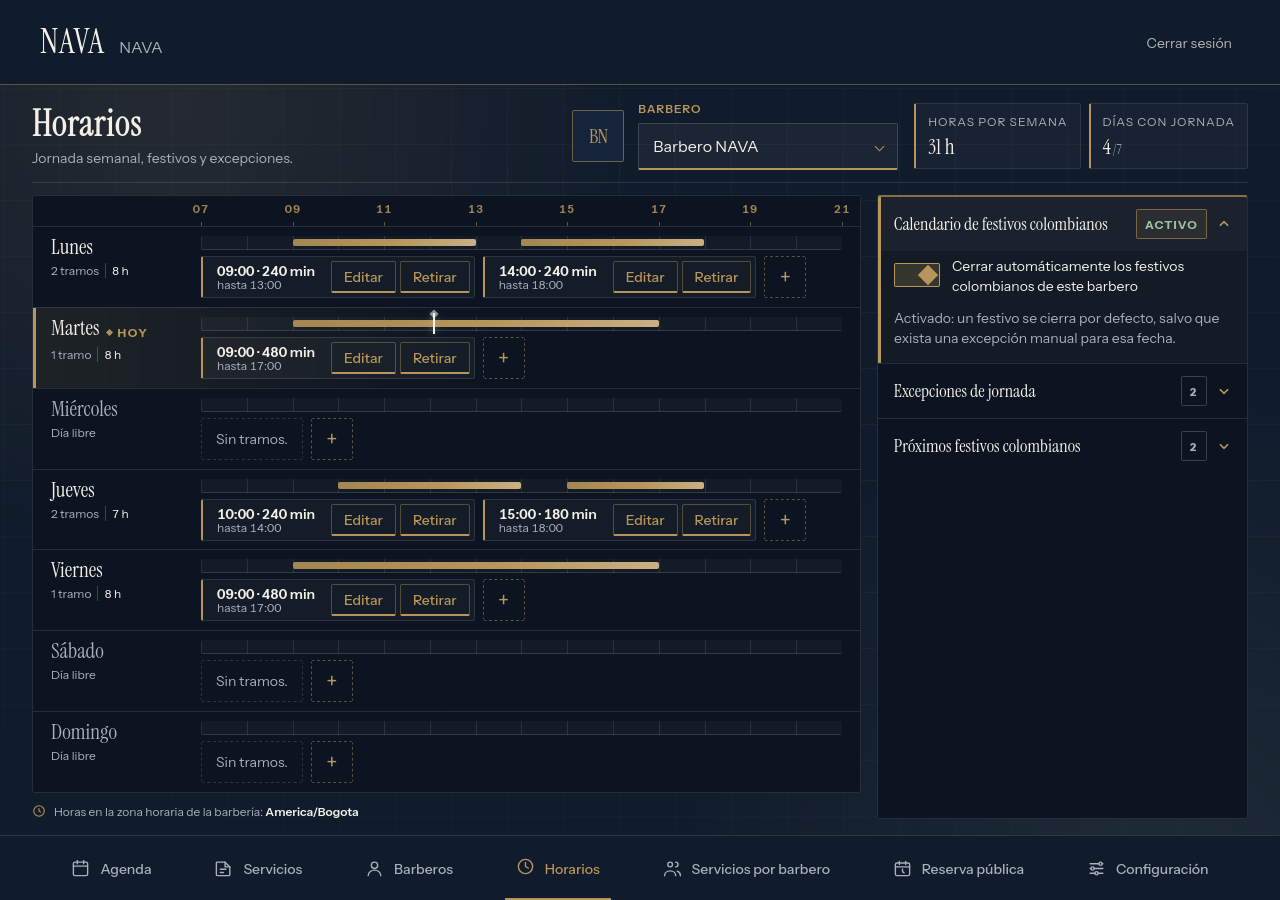 NAVA NAVA
Cerrar sesión
Horarios
Jornada semanal, festivos y excepciones.
BN
BARBERO
Barbero NAVA
HORAS POR SEMANA
31 h
DÍAS CON JORNADA
4 /7
07 09 11 13 15 17 19 21
Lunes
2 tramos 8 h
09:00 · 240 min
hasta 13:00
Editar Retirar
14:00 · 240 min
hasta 18:00
Editar Retirar
+
Martes ◆ HOY
1 tramo 8 h
09:00 · 480 min
hasta 17:00
Editar Retirar
+
Miércoles
Día libre
Sin tramos.
+
Jueves
2 tramos 7 h
10:00 · 240 min
hasta 14:00
Editar Retirar
15:00 · 180 min
hasta 18:00
Editar Retirar
+
Viernes
1 tramo 8 h
09:00 · 480 min
hasta 17:00
Editar Retirar
+
Sábado
Día libre
Sin tramos.
+
Domingo
Día libre
Sin tramos.
+
Horas en la zona horaria de la barbería: America/Bogota
Calendario de festivos colombianos
ACTIVO
Cerrar automáticamente los festivos
colombianos de este barbero
Activado: un festivo se cierra por defecto, salvo que
exista una excepción manual para esa fecha.
Excepciones de jornada 2
Próximos festivos colombianos 2
Agenda
Servicios
Barberos
Horarios
Servicios por barbero
Reserva pública
Configuración